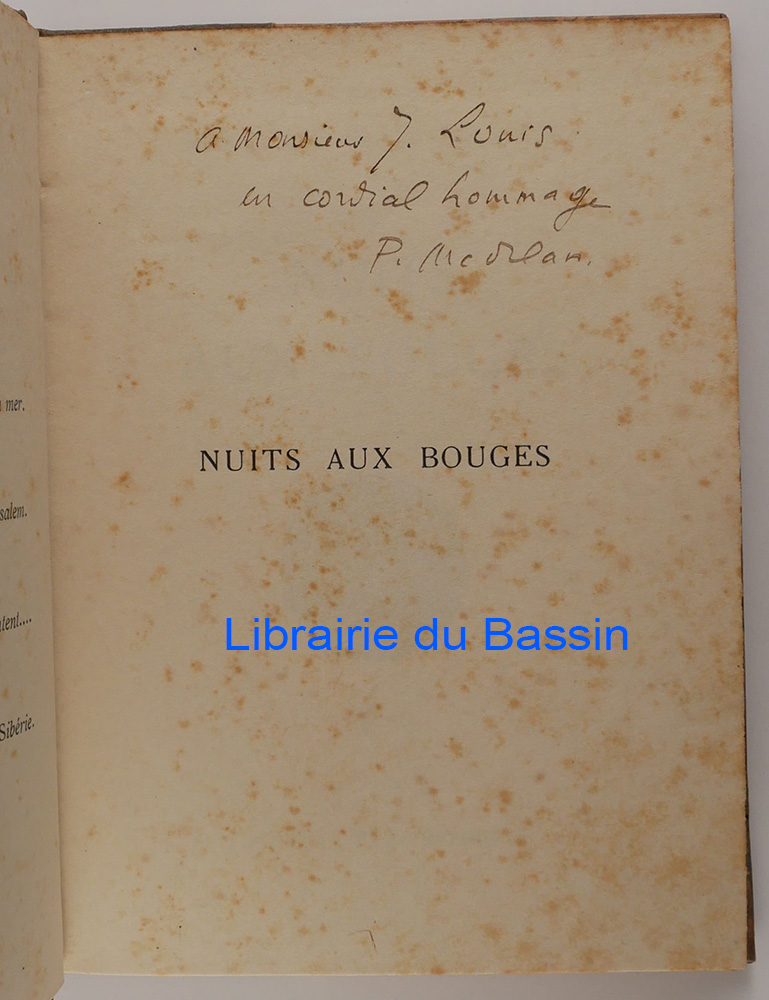 a Monsieur J. Louis
en cordial hommage
P. Mac Orlan.
mer.
salem.
tent....
Sibérie.
NUITS AUX BOUGES
Librairie du Bassin